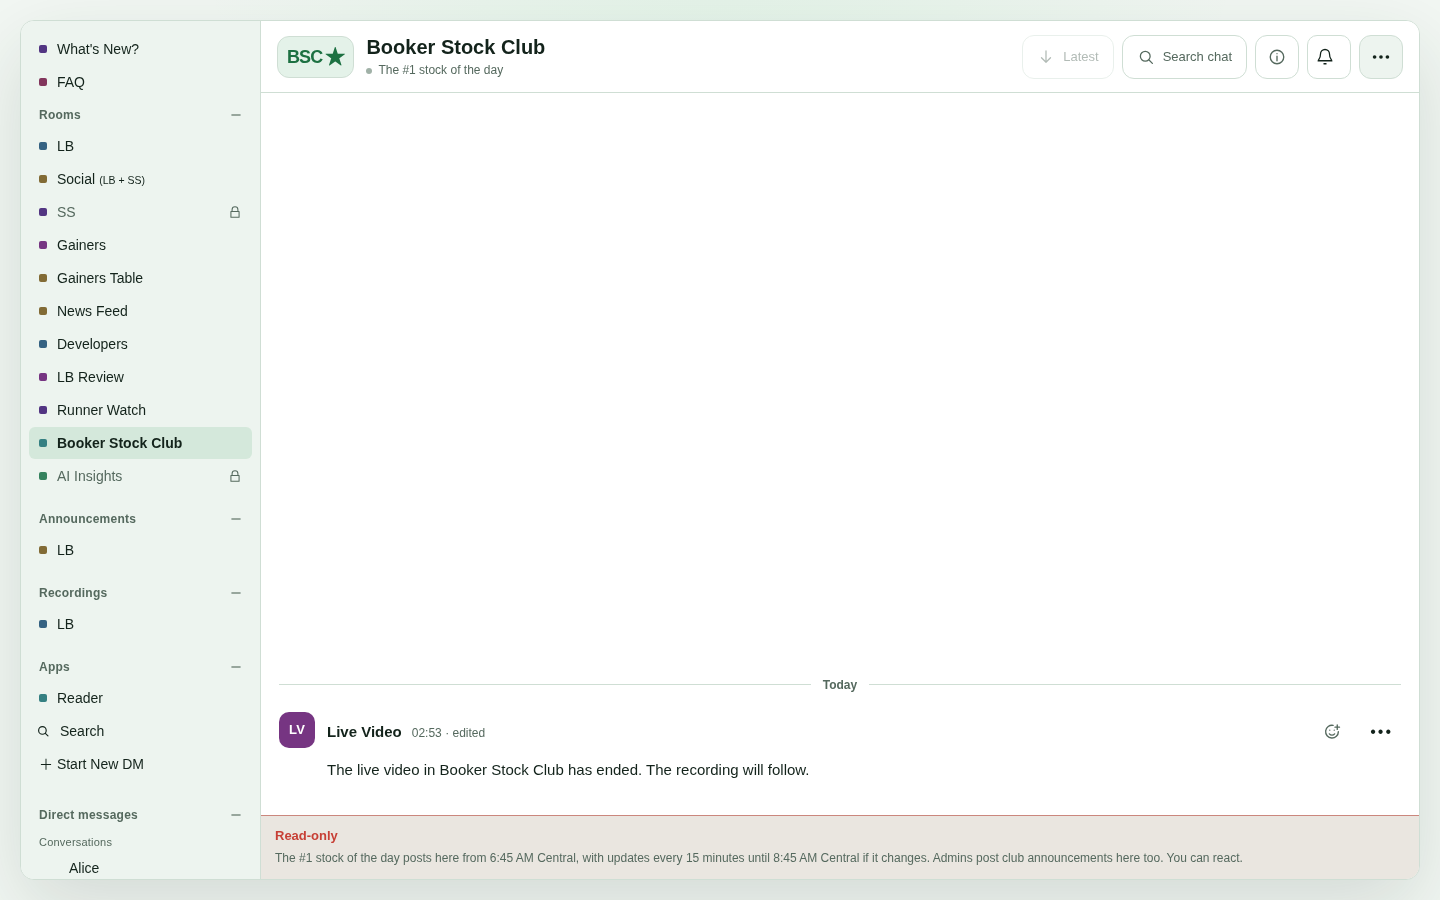 What's New?
FAQ
Rooms
LB
Social (LB + SS)
SS
Gainers
Gainers Table
News Feed
Developers
LB Review
Runner Watch
Booker Stock Club
AI Insights
Announcements
LB
Recordings
LB
Apps
Reader
Search
Start New DM
Direct messages
Conversations
Alice
BSC★
Booker Stock Club
The #1 stock of the day
Latest
Search chat
Today
LV
Live Video 02:53 · edited
The live video in Booker Stock Club has ended. The recording will follow.
Read-only
The #1 stock of the day posts here from 6:45 AM Central, with updates every 15 minutes until 8:45 AM Central if it changes. Admins post club announcements here too. You can react.